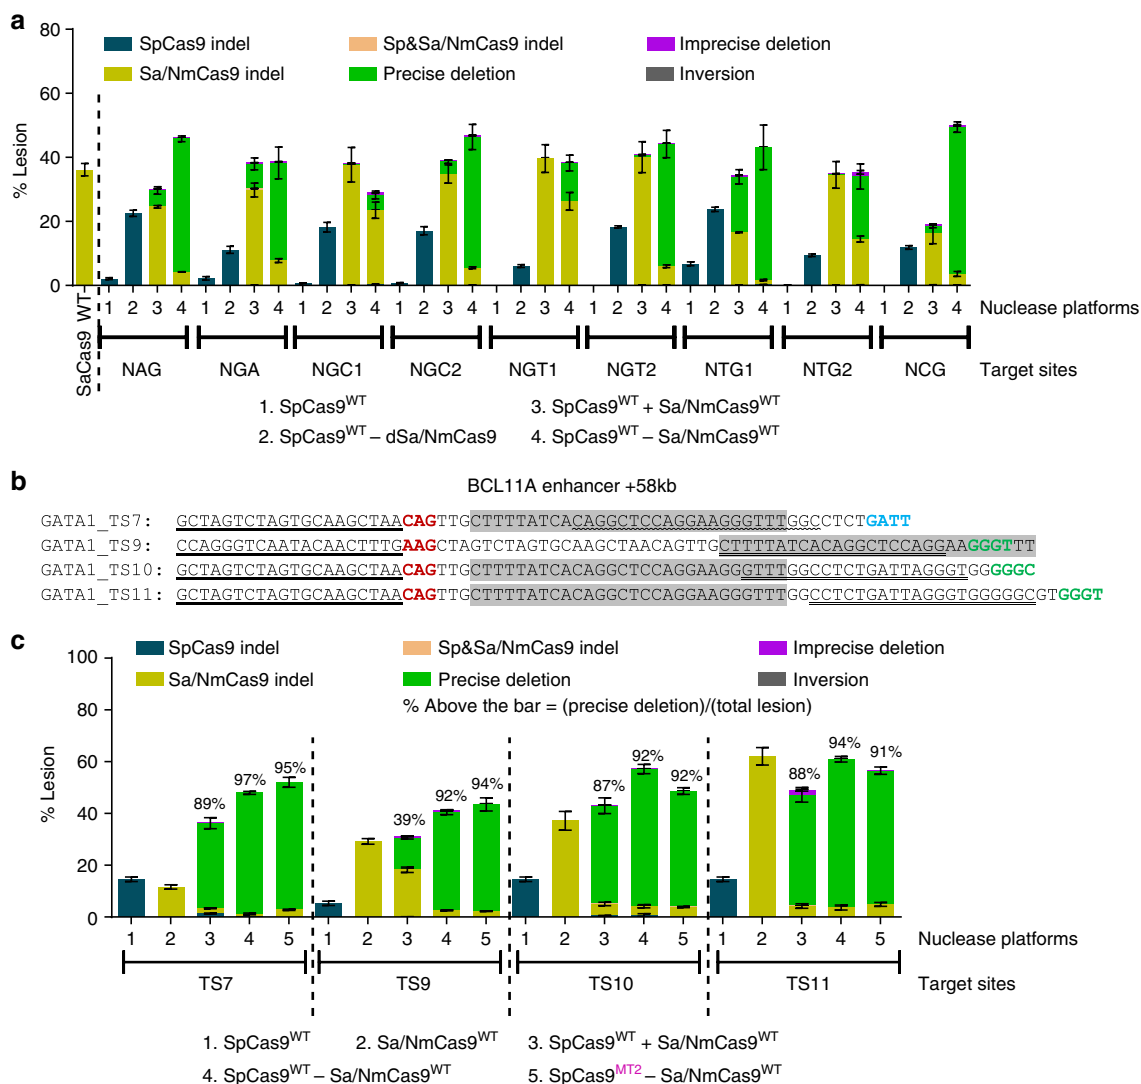 a
80
60
40
20
0
% Lesion
SpCas9 indel
Sp&Sa/NmCas9 indel
Imprecise deletion
Sa/NmCas9 indel
Precise deletion
Inversion
SaCas9 WT
1 2 3 4 1 2 3 4 1 2 3 4 1 2 3 4 1 2 3 4 1 2 3 4 1 2 3 4 1 2 3 4 1 2 3 4 Nuclease platforms
NAG NGA NGC1 NGC2 NGT1 NGT2 NTG1 NTG2 NCG Target sites
1. SpCas9WT 3. SpCas9WT + Sa/NmCas9WT
2. SpCas9WT – dSa/NmCas9 4. SpCas9WT – Sa/NmCas9WT
b
BCL11A enhancer +58kb
GATA1_TS7: GCTAGTCTAGTGCAAGCTAACAGTTGCTTTTATCACAGGCTCCAGGAAGGGTTTGGCCTCTGATT
GATA1_TS9: CCAGGGTCAATACAACTTTGAAGCTAGTCTAGTGCAAGCTAACAGTTGCTTTTATCACAGGCTCCAGGAAGGGTTT
GATA1_TS10: GCTAGTCTAGTGCAAGCTAACAGTTGCTTTTATCACAGGCTCCAGGAAGGGTTTGGCCTCTGATTAGGGTGGGGGC
GATA1_TS11: GCTAGTCTAGTGCAAGCTAACAGTTGCTTTTATCACAGGCTCCAGGAAGGGTTTGGCCTCTGATTAGGGTGGGGGCGTGGGT
c
100
80
60
40
20
0
% Lesion
SpCas9 indel
Sp&Sa/NmCas9 indel
Imprecise deletion
Sa/NmCas9 indel
Precise deletion
Inversion
% Above the bar = (precise deletion)/(total lesion)
89% 97% 95% 39% 92% 94% 87% 92% 92% 88% 94% 91%
1 2 3 4 5 1 2 3 4 5 1 2 3 4 5 1 2 3 4 5 Nuclease platforms
TS7 TS9 TS10 TS11 Target sites
1. SpCas9WT 2. Sa/NmCas9WT 3. SpCas9WT + Sa/NmCas9WT
4. SpCas9WT – Sa/NmCas9WT 5. SpCas9MT2 – Sa/NmCas9WT